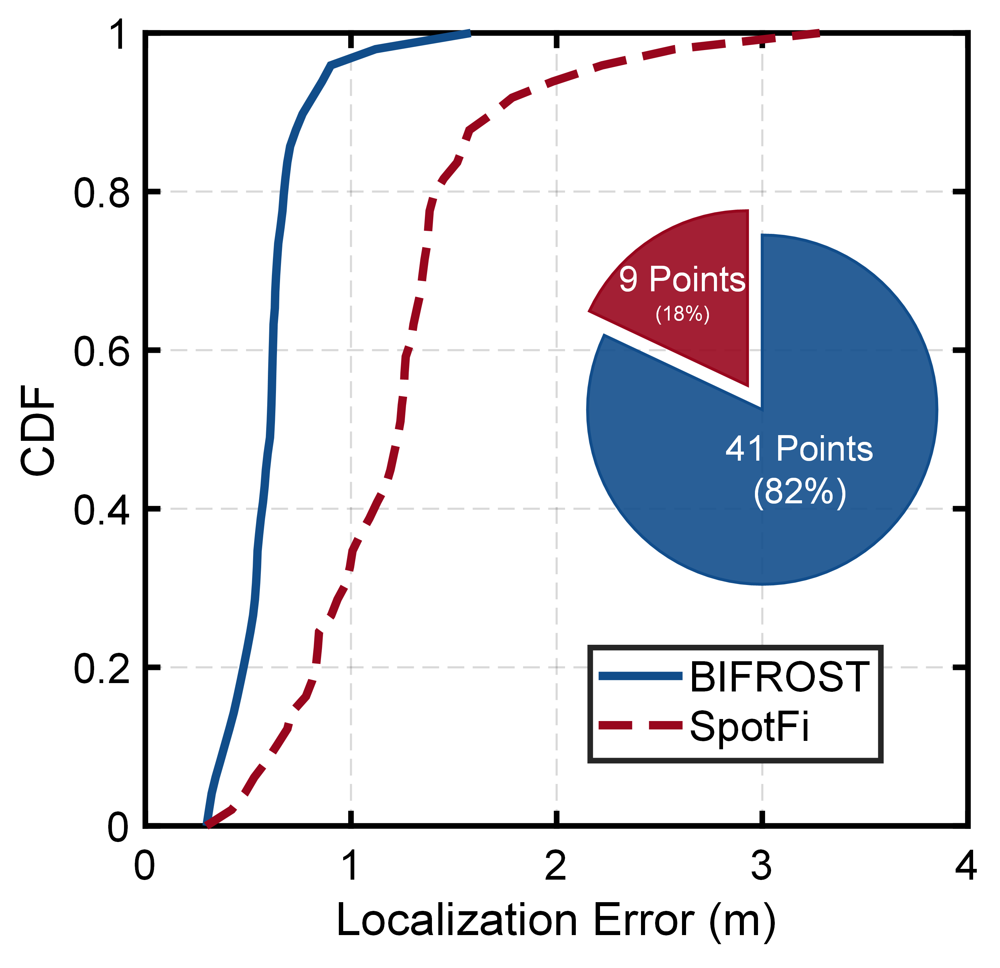 1
0.8
0.6
0.4
0.2
0
CDF
9 Points
(18%)
41 Points
(82%)
BIFROST
SpotFi
0 1 2 3 4
Localization Error (m)